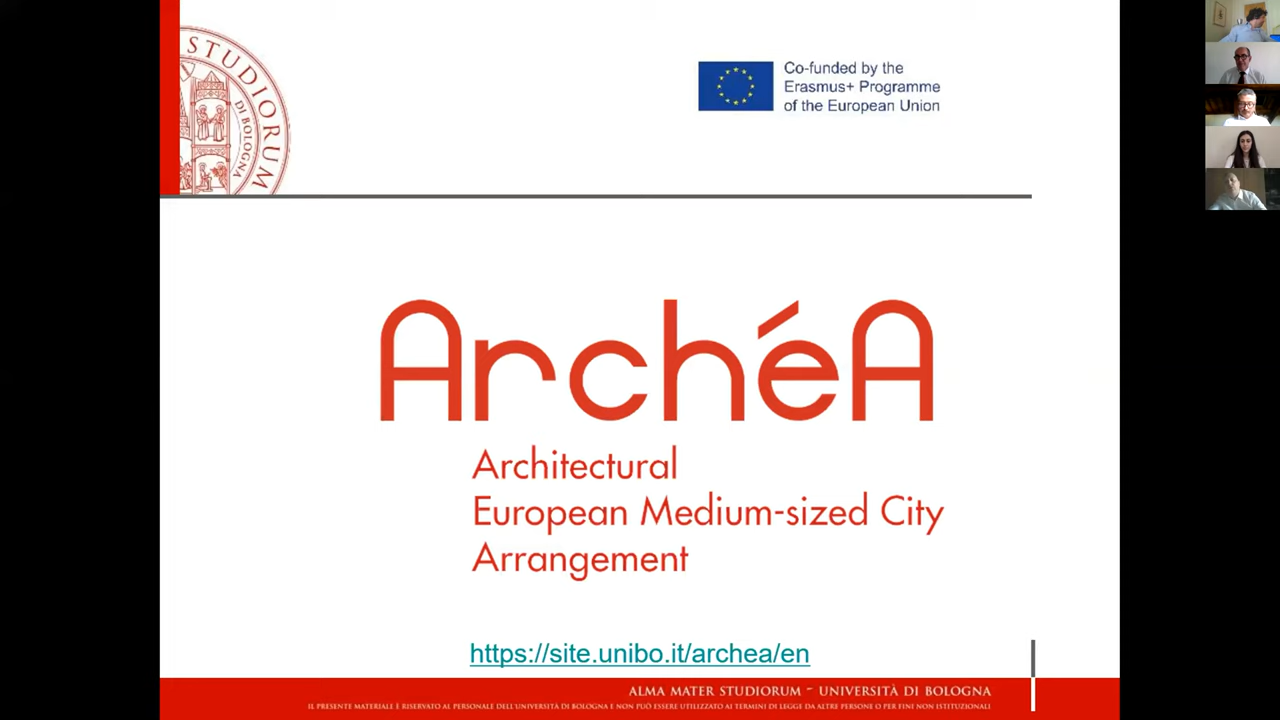 STUDIORUM
DI BOLOGNA
Co-funded by the
Erasmus+ Programme
of the European Union
ArchéA
Architectural
European Medium-sized City
Arrangement
https://site.unibo.it/archea/en
ALMA MATER STUDIORUM ~ UNIVERSITÀ DI BOLOGNA
IL PRESENTE MATERIALE È RISERVATO AL PERSONALE DELL'UNIVERSITÀ DI BOLOGNA E NON PUÒ ESSERE UTILIZZATO AI TERMINI DI LEGGE DA ALTRE PERSONE O PER FINI NON ISTITUZIONALI